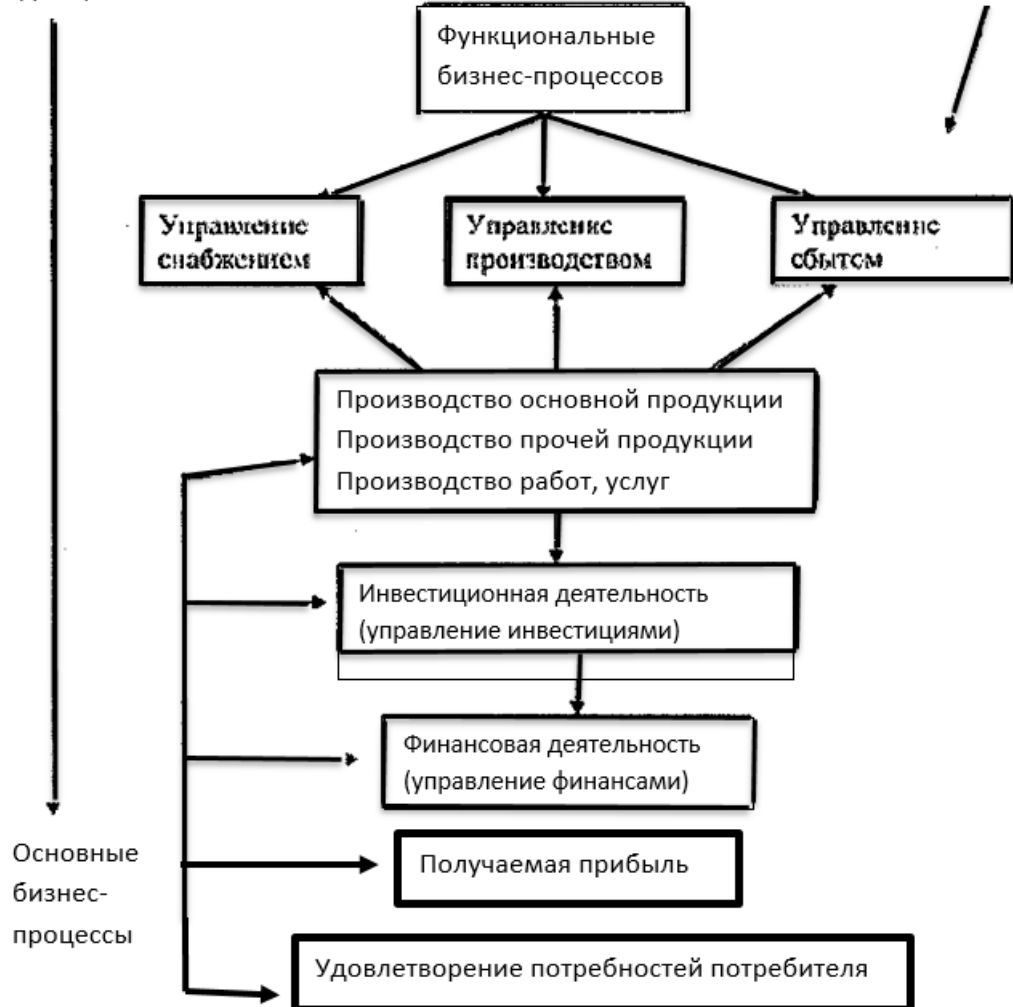 Функциональные
бизнес-процессов
Управление
снабжением
Управление
производством
Управление
сбытом
Производство основной продукции
Производство прочей продукции
Производство работ, услуг
Инвестиционная деятельность
(управление инвестициями)
Финансовая деятельность
(управление финансами)
Основные
бизнес-
процессы
Получаемая прибыль
Удовлетворение потребностей потребителя